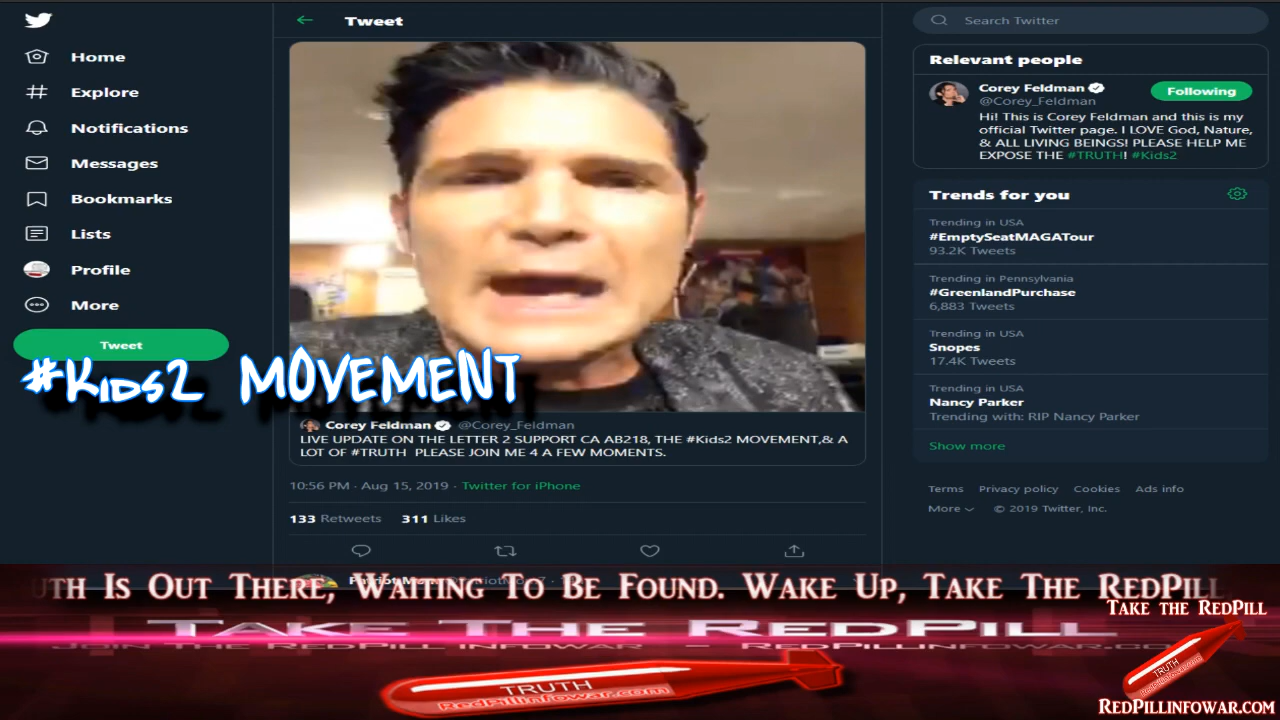 Home
Explore
Notifications
Messages
Bookmarks
Lists
Profile
More
Tweet
#Kids2 MOVEMENT
Tweet
Corey Feldman @Corey_Feldman
LIVE UPDATE ON THE LETTER 2 SUPPORT CA AB218, THE #Kids2 MOVEMENT,& A
LOT OF #TRUTH PLEASE JOIN ME 4 A FEW MOMENTS.
10:56 PM · Aug 15, 2019 · Twitter for iPhone
133 Retweets 311 Likes
Search Twitter
Relevant people
Corey Feldman
Following
@Corey_Feldman
Hi! This is Corey Feldman and this is my
official Twitter page. I LOVE God, Nature,
& ALL LIVING BEINGS! PLEASE HELP ME
EXPOSE THE #TRUTH! #Kids2
Trends for you
Trending in USA
#EmptySeatMAGATour
93.2K Tweets
Trending in Pennsylvania
#GreenlandPurchase
6,883 Tweets
Trending in USA
Snopes
17.4K Tweets
Trending in USA
Nancy Parker
Trending with: RIP Nancy Parker
Show more
Terms Privacy policy Cookies Ads info
More © 2019 Twitter, Inc.
Is Out There, Waiting To Be Found. Wake Up, Take The RedPill
Take The RedPill
Join The RedPill Infowar –
TRUTH
RedPillinfowar.com
Take the RedPill
TRUTH
RedPillinfowar.com
RedPillinfowar.com